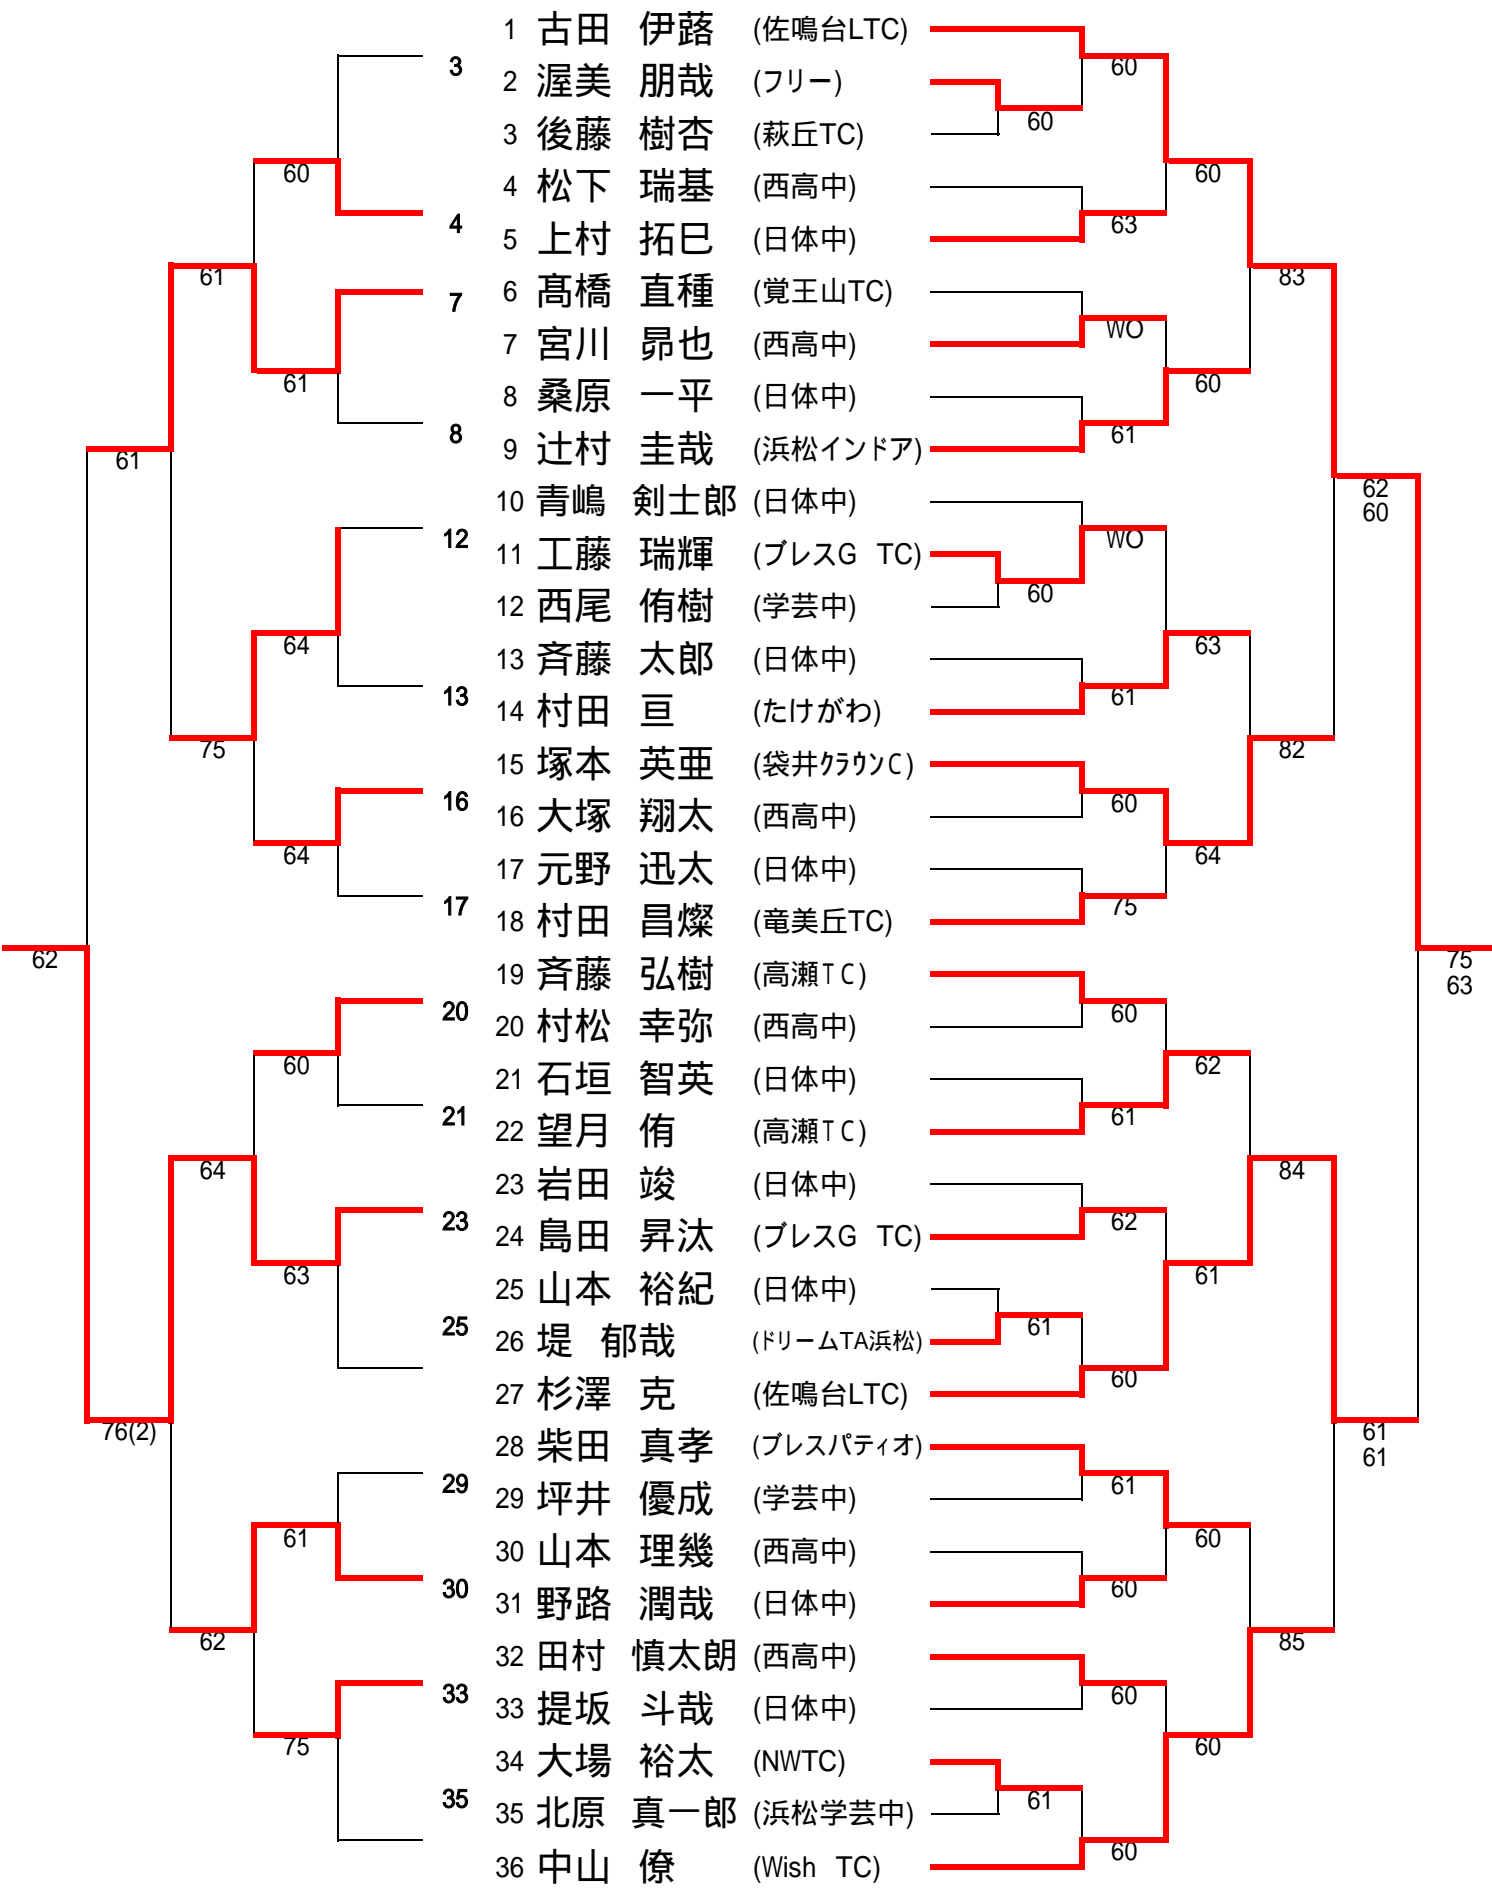 1 古田 伊蕗 (佐鳴台LTC)
3 60
2 渥美 朋哉 (フリー)
60
3 後藤 樹杏 (萩丘TC)
60 4 松下 瑞基 (西高中) 60
4 63
5 上村 拓巳 (日体中)
61 83
7 6 髙橋 直種 (覚王山TC)
WO
7 宮川 昴也 (西高中)
61 8 桑原 一平 (日体中) 60
8 61
61 9 辻村 圭哉 (浜松インドア)
10 青嶋 剣士郎 (日体中) 62
60
12 WO
11 工藤 瑞輝 (ブレスG TC)
60
12 西尾 侑樹 (学芸中)
64 13 斉藤 太郎 (日体中) 63
13 61
14 村田 亘 (たけがわ)
75 82
15 塚本 英亜 (袋井クラウンC)
16 60
16 大塚 翔太 (西高中)
64 17 元野 迅太 (日体中) 64
17 75
18 村田 昌燦 (竜美丘TC)
62 75
19 斉藤 弘樹 (高瀬TC) 63
20 60
20 村松 幸弥 (西高中)
60 21 石垣 智英 (日体中) 62
21 61
22 望月 侑 (高瀬TC)
64 84
23 岩田 竣 (日体中)
23 62
24 島田 昇汰 (ブレスG TC)
63 25 山本 裕紀 (日体中) 61
25 61
26 堤 郁哉 (ドリームTA浜松)
60
27 杉澤 克 (佐鳴台LTC)
76(2) 61
28 柴田 真孝 (ブレスパティオ) 61
29 61
29 坪井 優成 (学芸中)
61 30 山本 理幾 (西高中) 60
30 60
31 野路 潤哉 (日体中)
62 85
32 田村 慎太朗 (西高中)
33 60
33 提坂 斗哉 (日体中)
75 34 大場 裕太 (NWTC) 60
35 61
35 北原 真一郎 (浜松学芸中)
60
36 中山 僚 (Wish TC)